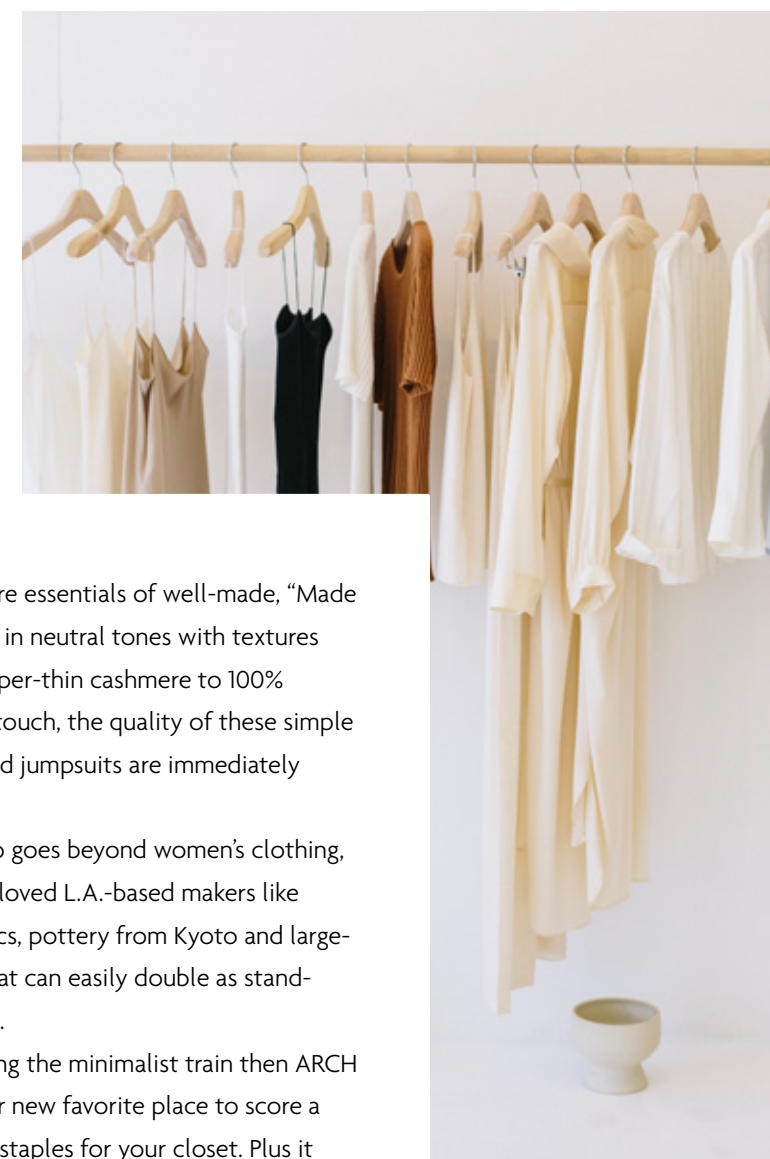 re essentials of well-made, “Made
in neutral tones with textures
per-thin cashmere to 100%
touch, the quality of these simple
d jumpsuits are immediately
o goes beyond women’s clothing,
loved L.A.-based makers like
cs, pottery from Kyoto and large-
at can easily double as stand-
.
ng the minimalist train then ARCH
r new favorite place to score a
staples for your closet. Plus it